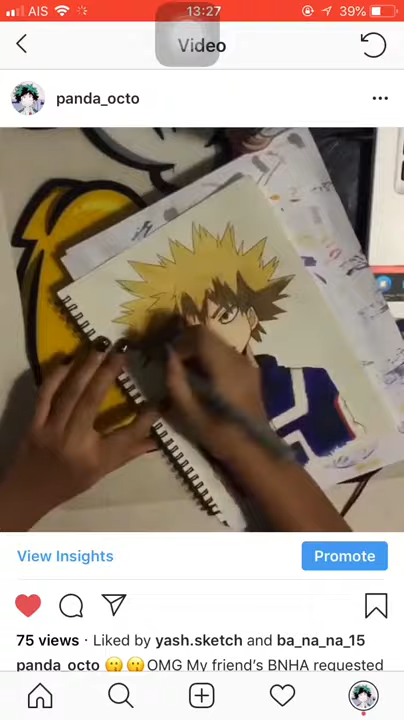 AIS 13:27 39%
Video
panda_octo
View Insights Promote
75 views · Liked by yash.sketch and ba_na_na_15
panda_octo 🤫🤫OMG My friend's BNHA requested